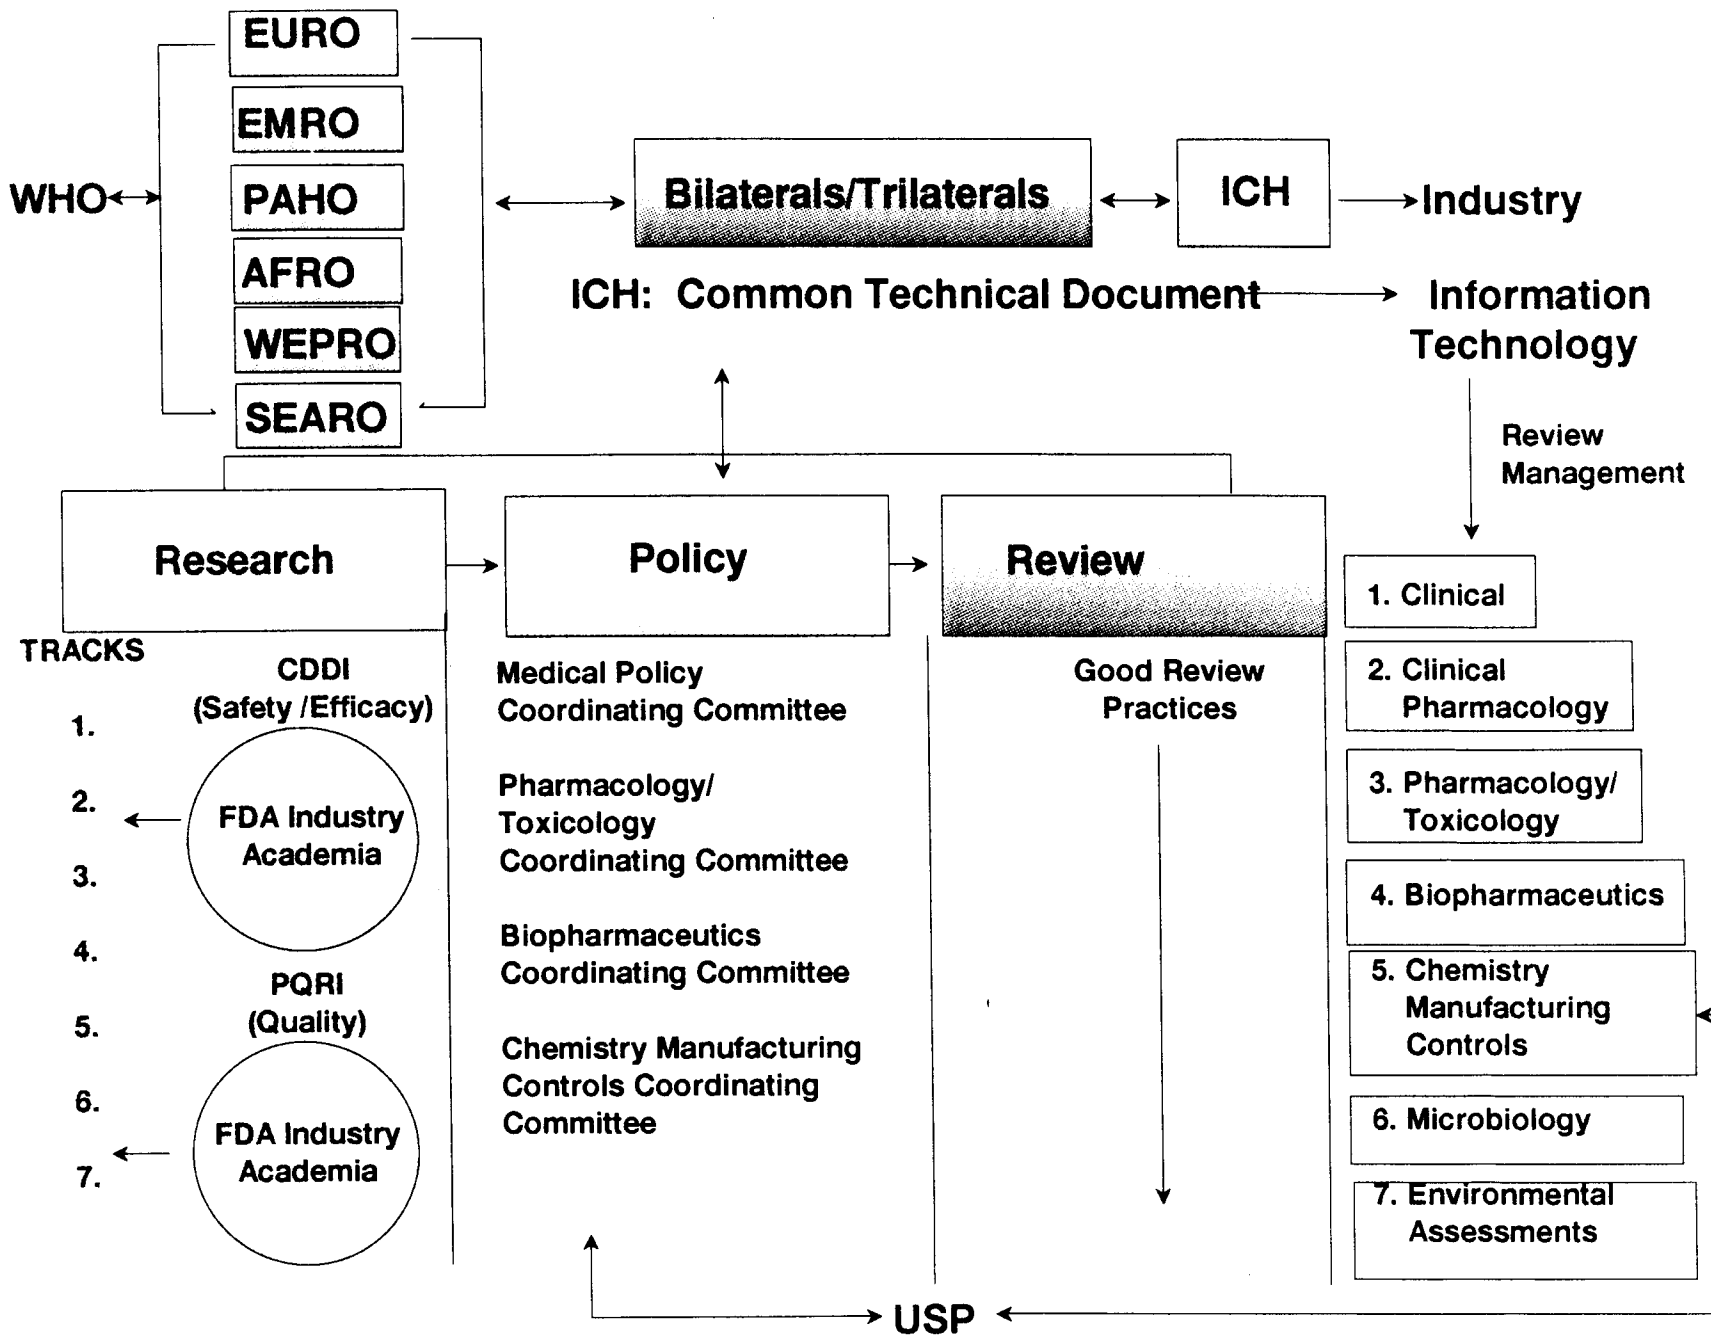 EURO
EMRO
PAHO
AFRO
WEPRO
SEARO
WHO
Bilaterals/Trilaterals
ICH
Industry
ICH: Common Technical Document
Information
Technology
Review
Management
Research
Policy
Review
TRACKS
1.
2.
3.
4.
5.
6.
7.
CDDI
(Safety /Efficacy)
FDA Industry
Academia
PQRI
(Quality)
FDA Industry
Academia
Medical Policy
Coordinating Committee
Pharmacology/
Toxicology
Coordinating Committee
Biopharmaceutics
Coordinating Committee
Chemistry Manufacturing
Controls Coordinating
Committee
Good Review
Practices
1. Clinical
2. Clinical
Pharmacology
3. Pharmacology/
Toxicology
4. Biopharmaceutics
5. Chemistry
Manufacturing
Controls
6. Microbiology
7. Environmental
Assessments
USP